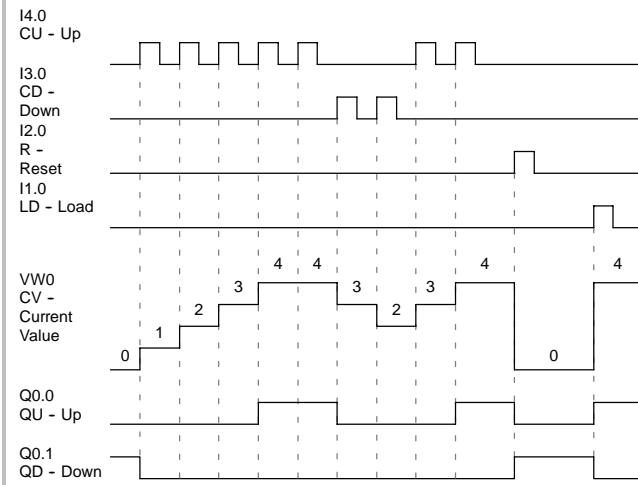 I4.0
CU - Up
I3.0
CD -
Down
I2.0
R -
Reset
I1.0
LD - Load
4 4 4 4
3 3 3
2 2
1
0 0
VW0
CV -
Current
Value
Q0.0
QU - Up
Q0.1
QD - Down